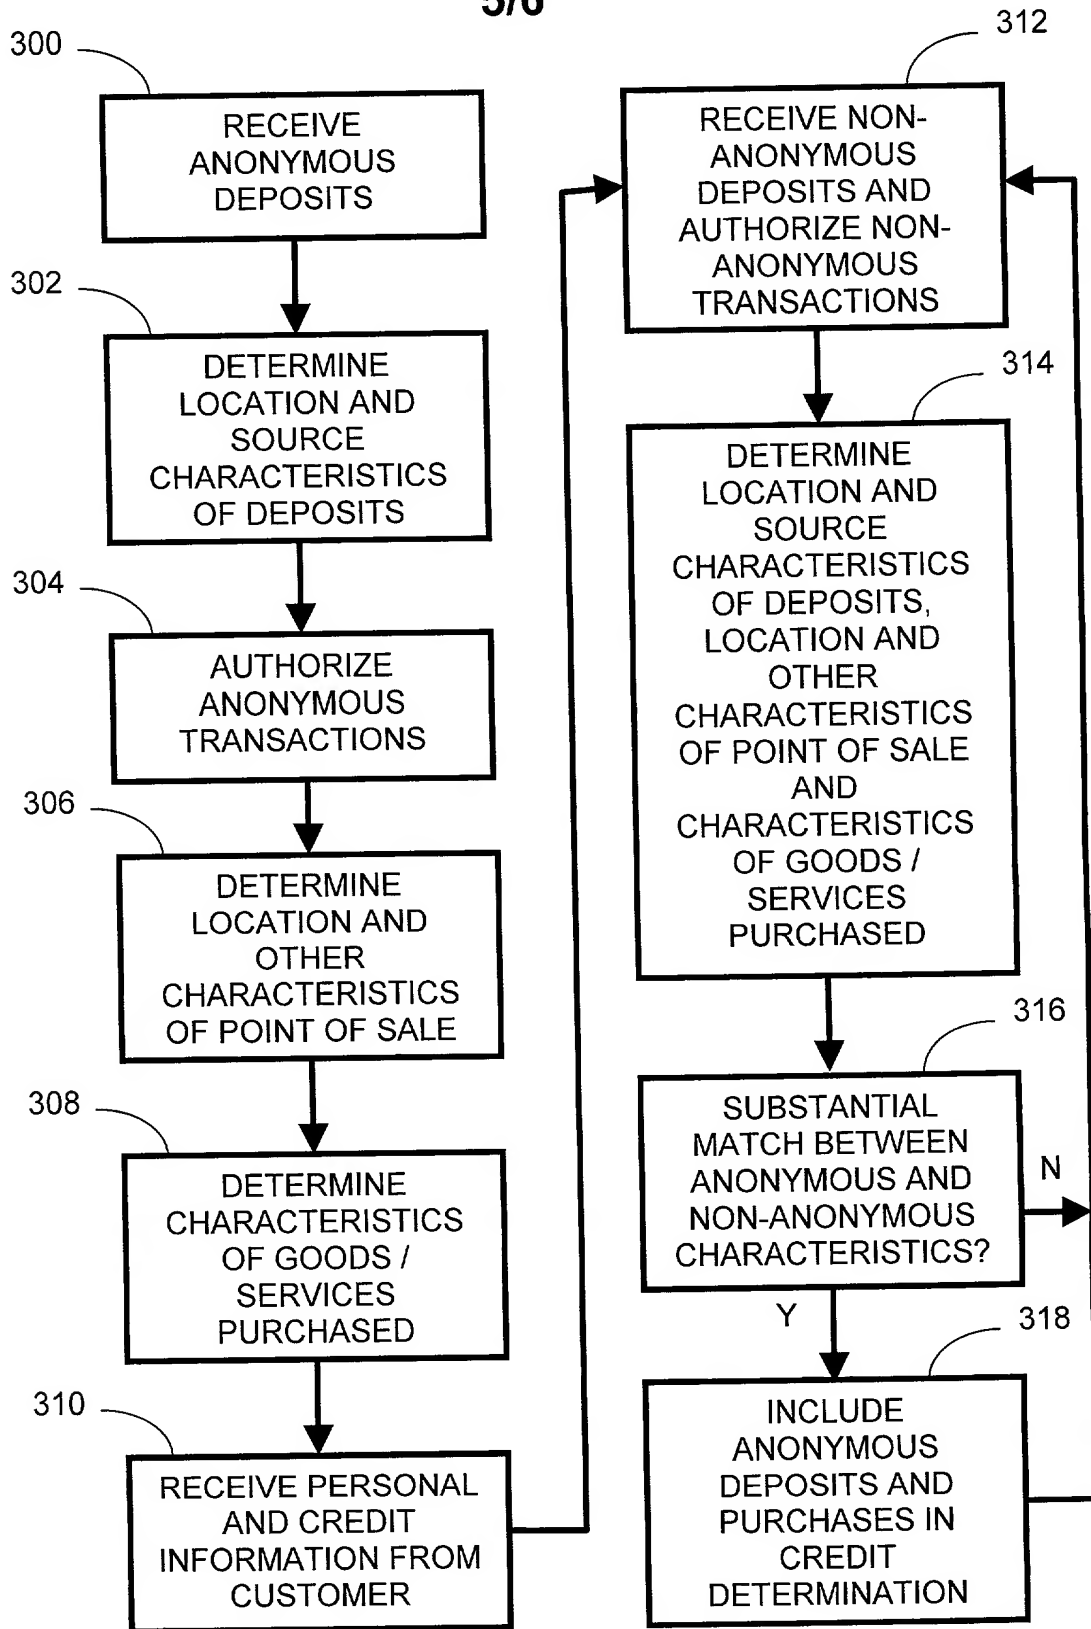 5/6
300
RECEIVE
ANONYMOUS
DEPOSITS
302
DETERMINE
LOCATION AND
SOURCE
CHARACTERISTICS
OF DEPOSITS
304
AUTHORIZE
ANONYMOUS
TRANSACTIONS
306
DETERMINE
LOCATION AND
OTHER
CHARACTERISTICS
OF POINT OF SALE
308
DETERMINE
CHARACTERISTICS
OF GOODS /
SERVICES
PURCHASED
310
RECEIVE PERSONAL
AND CREDIT
INFORMATION FROM
CUSTOMER
312
RECEIVE NON-
ANONYMOUS
DEPOSITS AND
AUTHORIZE NON-
ANONYMOUS
TRANSACTIONS
314
DETERMINE
LOCATION AND
SOURCE
CHARACTERISTICS
OF DEPOSITS,
LOCATION AND
OTHER
CHARACTERISTICS
OF POINT OF SALE
AND
CHARACTERISTICS
OF GOODS /
SERVICES
PURCHASED
316
SUBSTANTIAL
MATCH BETWEEN
ANONYMOUS AND
NON-ANONYMOUS
CHARACTERISTICS?
N
Y
318
INCLUDE
ANONYMOUS
DEPOSITS AND
PURCHASES IN
CREDIT
DETERMINATION